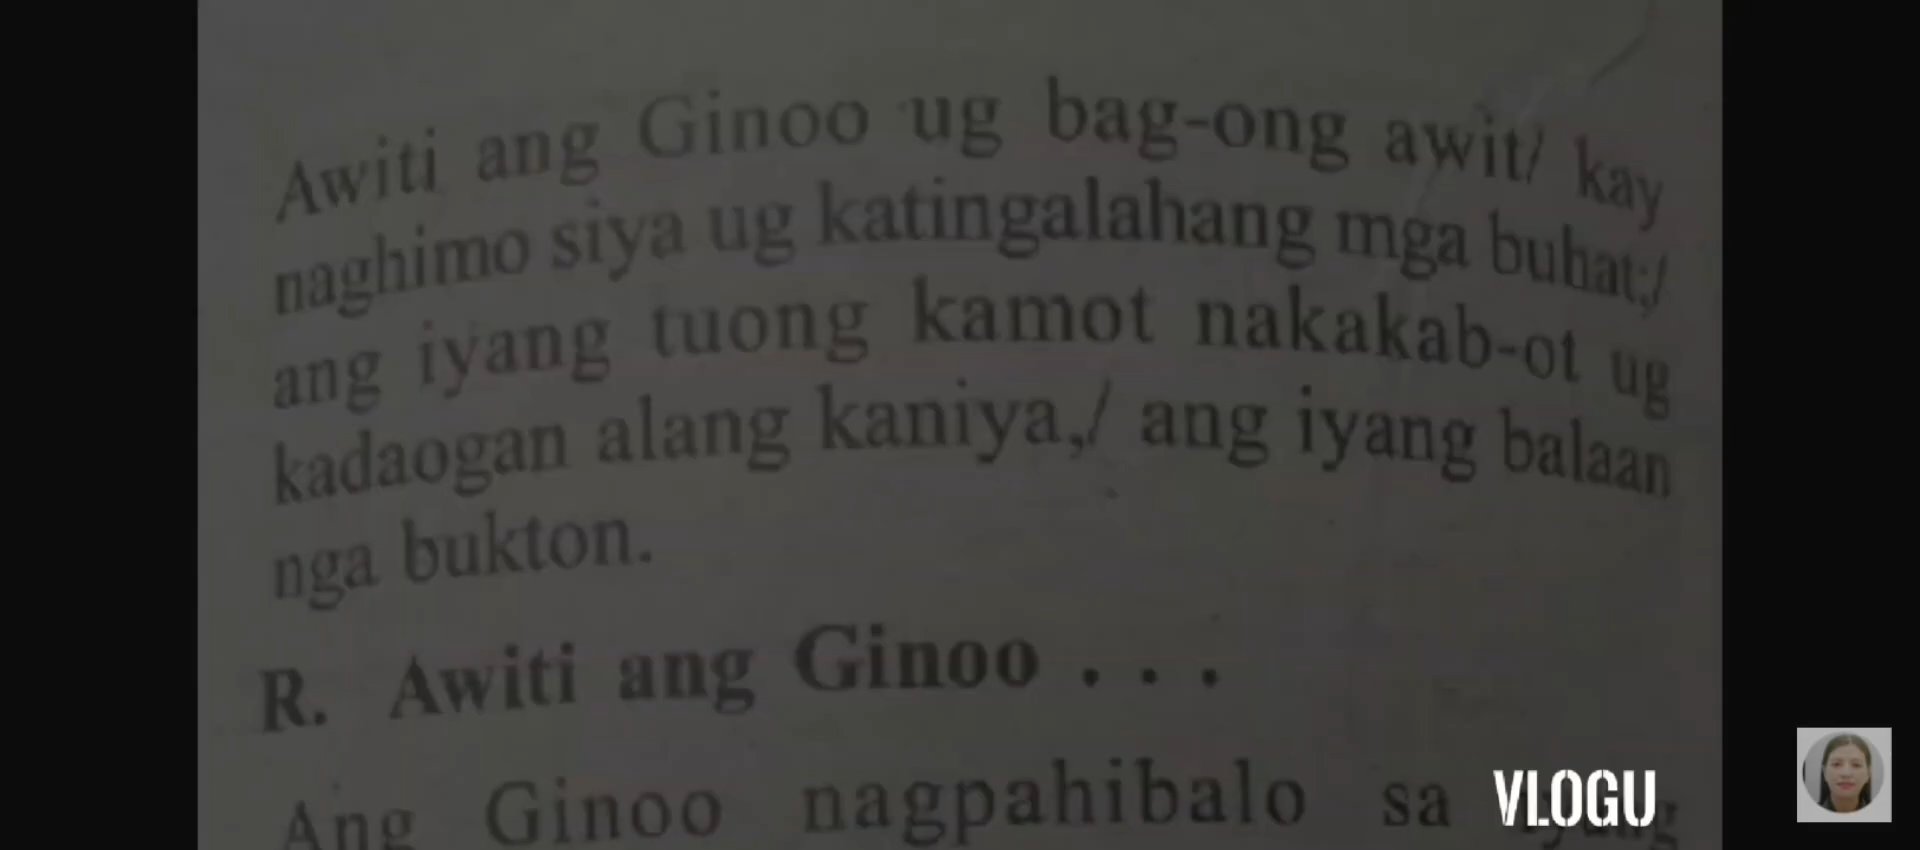 Awiti ang Ginoo ug bag-ong awit/ kay
naghimo siya ug katingalahang mga buhat;/
ang iyang tuong kamot nakakab-ot ug
kadaogan alang kaniya,/ ang iyang balaan
nga bukton.
R. Awiti ang Ginoo . . .
Ang Ginoo nagpahibalo sa iyang
VLOGU